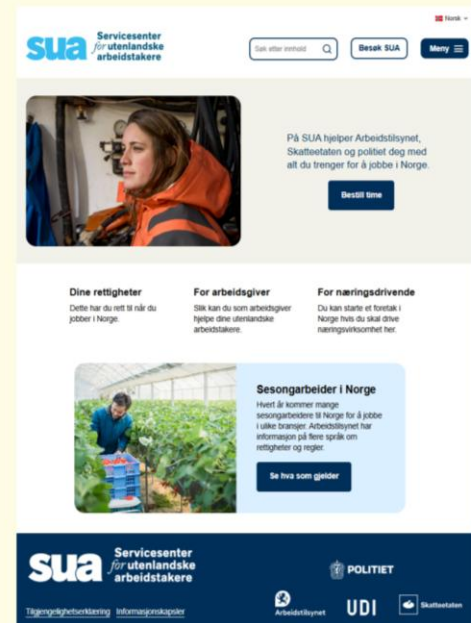 Norsk
sua Servicesenter
for utenlandske
arbeidstakere
Søk etter innhold
Besøk SUA
Meny
På SUA hjelper Arbeidstilsynet,
Skatteetaten og politiet deg med
alt du trenger for å jobbe i Norge.
Bestill time
Dine rettigheter
Dette har du rett til når du
jobber i Norge.
For arbeidsgiver
Slik kan du som arbeidsgiver
hjelpe dine utenlandske
arbeidstakere.
For næringsdrivende
Du kan starte et foretak i
Norge hvis du skal drive
næringsvirksomhet her.
Sesongarbeider i Norge
Hvert år kommer mange
sesongarbeidere til Norge for å jobbe
i ulike bransjer. Arbeidstilsynet har
informasjon på flere språk om
rettigheter og regler.
Se hva som gjelder
sua Servicesenter
for utenlandske
arbeidstakere
POLITIET
Tilgjengelighetserklæring Informasjonskapsler
Arbeidstilsynet
UDI
Skatteetaten